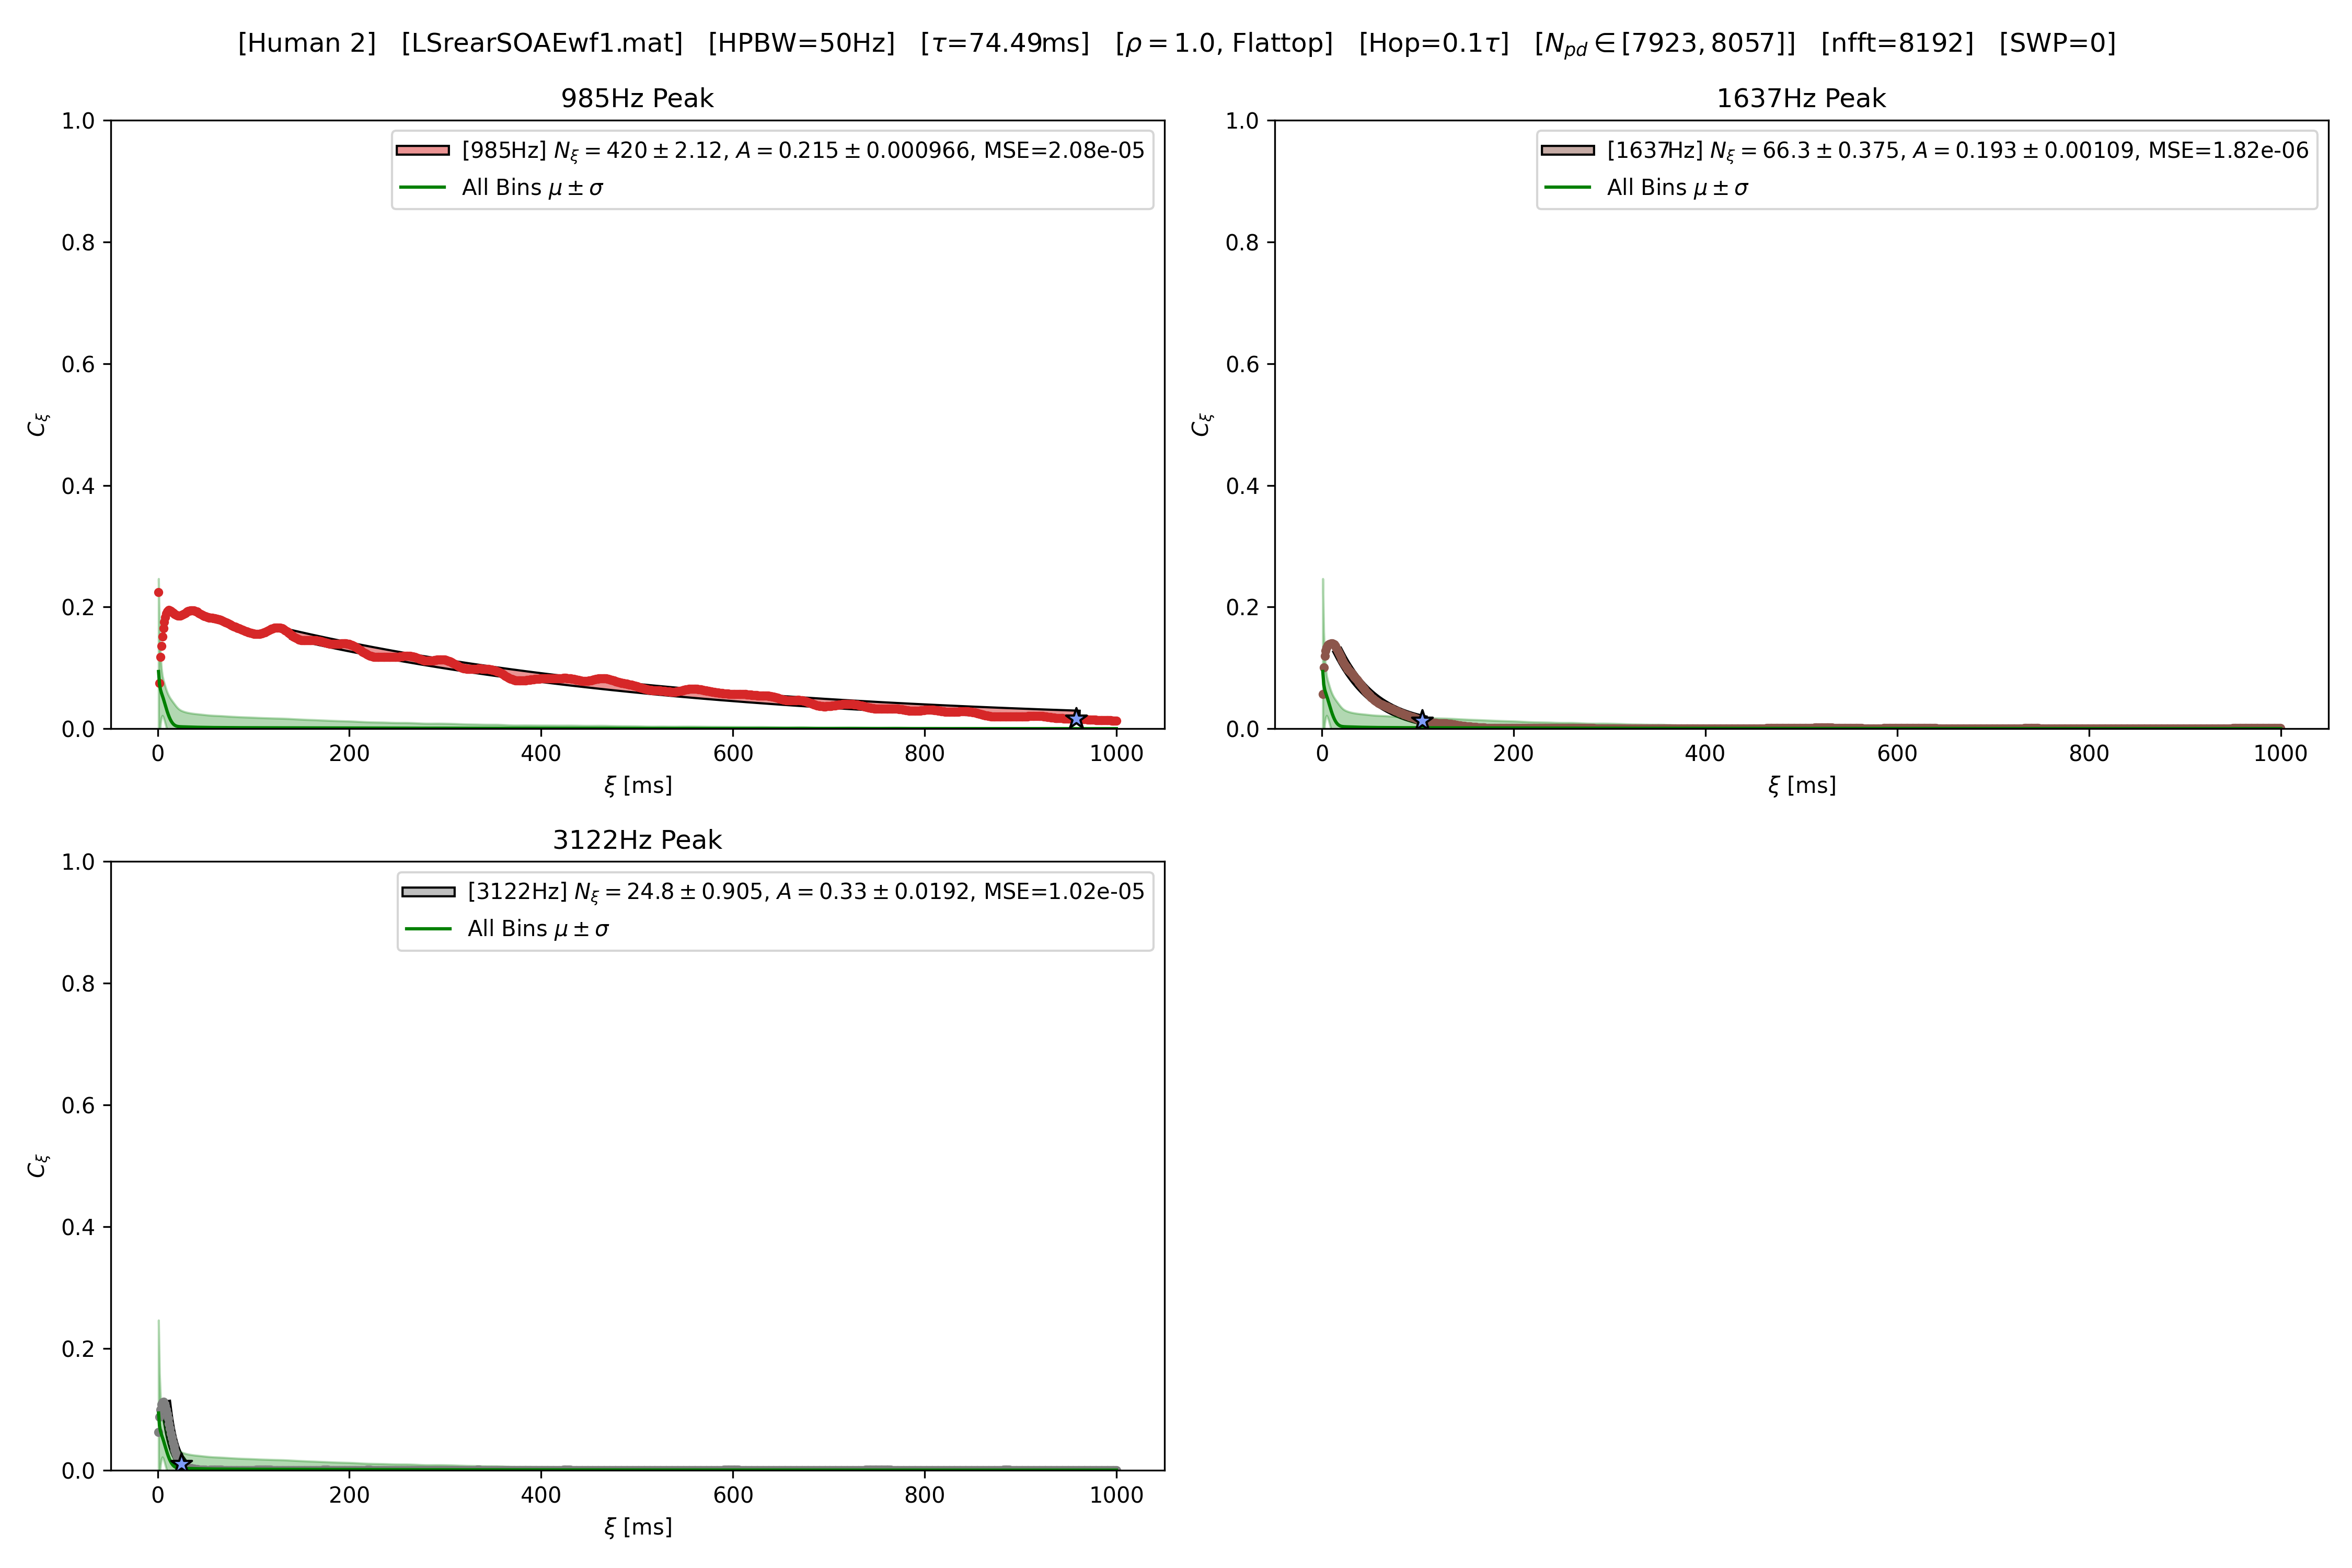 [Human 2] [LSrearSOAEwf1.mat] [HPBW=50Hz] [τ=74.49ms] [ρ = 1.0, Flattop] [Hop=0.1τ] [N_pd ∈ [7923, 8057]] [nfft=8192] [SWP=0]
985Hz Peak
[985Hz] N_ξ = 420 ± 2.12, A = 0.215 ± 0.000966, MSE=2.08e-05
All Bins μ ± σ
1.0
0.8
0.6
0.4
0.2
0.0
C_ξ
0 200 400 600 800 1000
ξ [ms]
1637Hz Peak
[1637Hz] N_ξ = 66.3 ± 0.375, A = 0.193 ± 0.00109, MSE=1.82e-06
All Bins μ ± σ
1.0
0.8
0.6
0.4
0.2
0.0
C_ξ
0 200 400 600 800 1000
ξ [ms]
3122Hz Peak
[3122Hz] N_ξ = 24.8 ± 0.905, A = 0.33 ± 0.0192, MSE=1.02e-05
All Bins μ ± σ
1.0
0.8
0.6
0.4
0.2
0.0
C_ξ
0 200 400 600 800 1000
ξ [ms]